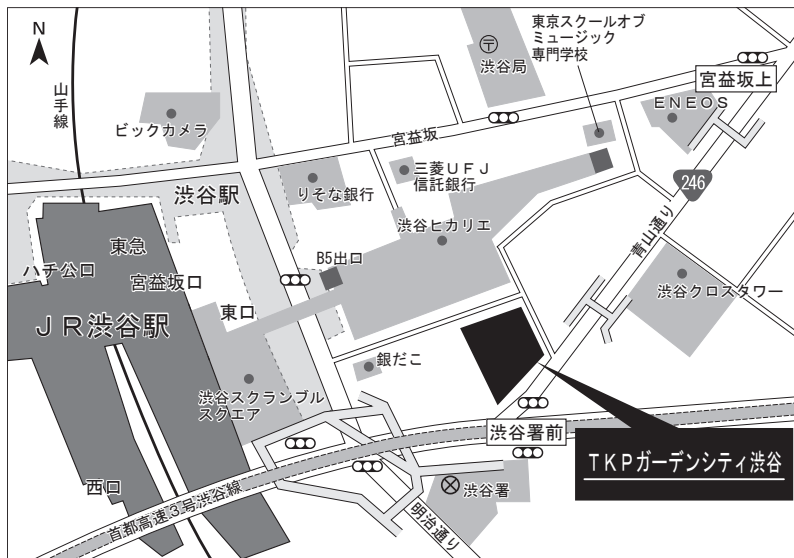 N
山手線
ビックカメラ
〒
渋谷局
東京スクールオブ
ミュージック
専門学校
宮益坂上
ENEOS
宮益坂
三菱UFJ
信託銀行
りそな銀行
渋谷駅
渋谷ヒカリエ
246
青山通り
B5出口
東急
ハチ公口
宮益坂口
東口
JR渋谷駅
渋谷クロスタワー
銀だこ
渋谷スクランブル
スクエア
渋谷署前
TKPガーデンシティ渋谷
西口
首都高速3号渋谷線
渋谷署
明治通り